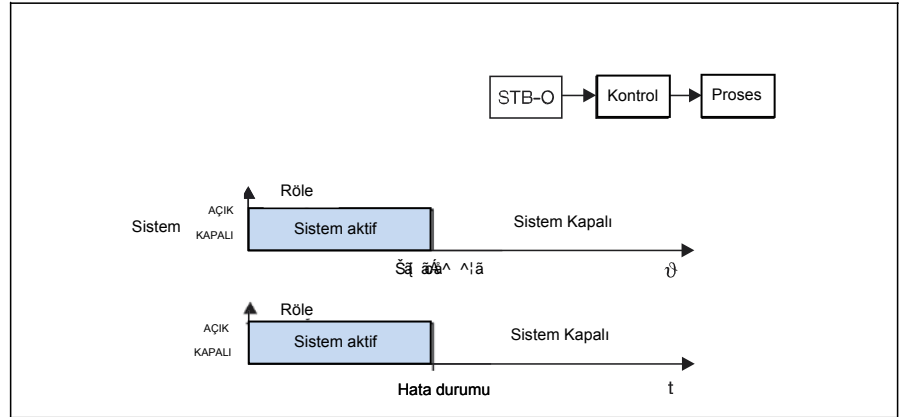 STB-O Kontrol Proses
Röle
AÇIK
Sistem
KAPALI
Sistem aktif
Sistem Kapalı
ϑ
Röle
AÇIK
KAPALI
Sistem aktif
Sistem Kapalı
Hata durumu
t